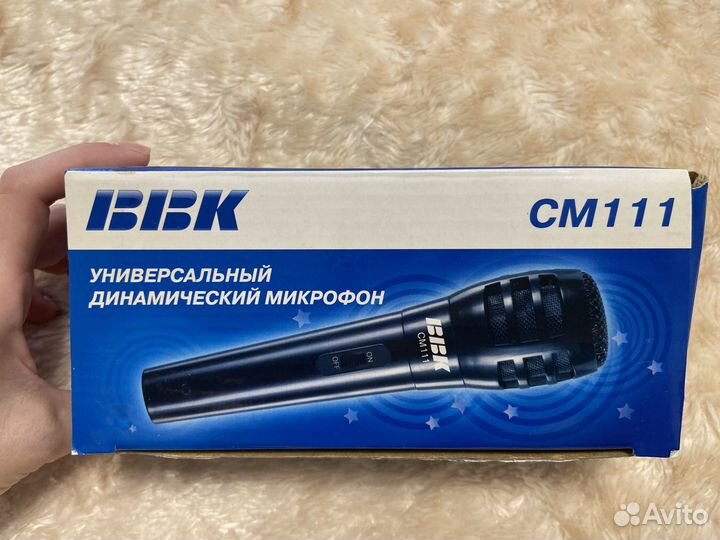 BBK
CM111
УНИВЕРСАЛЬНЫЙ
ДИНАМИЧЕСКИЙ МИКРОФОН
BBK
CM111
ON
OFF
Avito